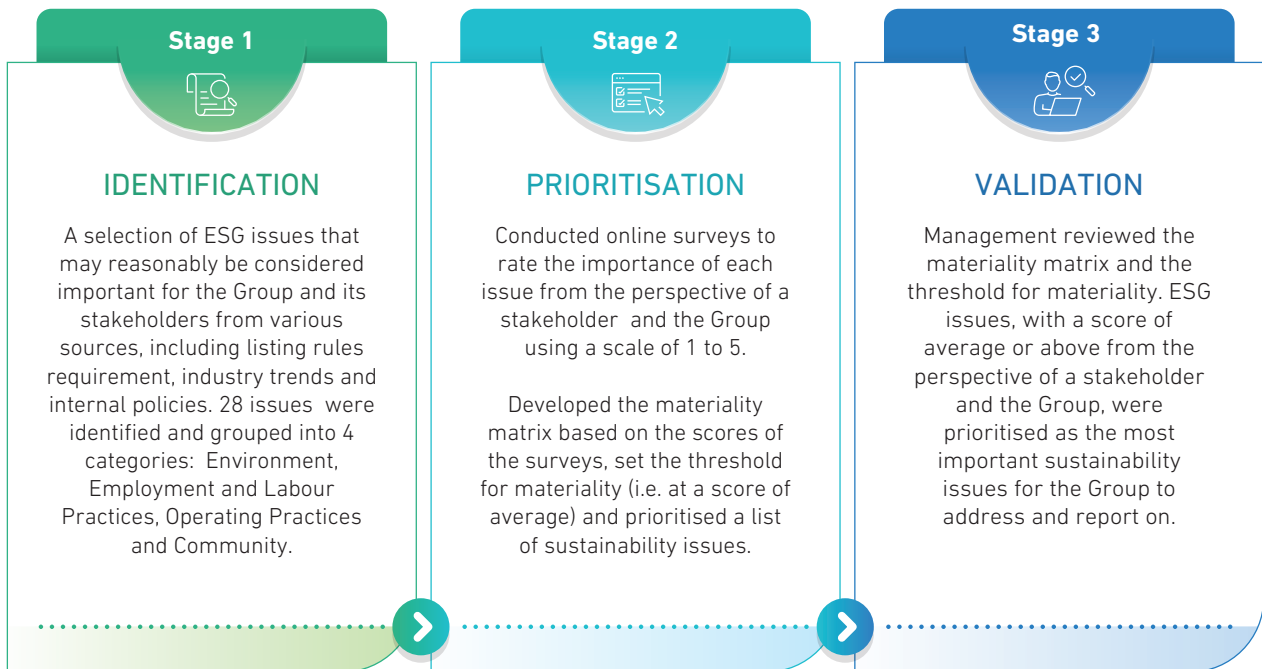 Stage 1
IDENTIFICATION
A selection of ESG issues that
may reasonably be considered
important for the Group and its
stakeholders from various
sources, including listing rules
requirement, industry trends and
internal policies. 28 issues were
identified and grouped into 4
categories: Environment,
Employment and Labour
Practices, Operating Practices
and Community.
Stage 2
PRIORITISATION
Conducted online surveys to
rate the importance of each
issue from the perspective of a
stakeholder and the Group
using a scale of 1 to 5.
Developed the materiality
matrix based on the scores of
the surveys, set the threshold
for materiality (i.e. at a score of
average) and prioritised a list
of sustainability issues.
Stage 3
VALIDATION
Management reviewed the
materiality matrix and the
threshold for materiality. ESG
issues, with a score of
average or above from the
perspective of a stakeholder
and the Group, were
prioritised as the most
important sustainability
issues for the Group to
address and report on.